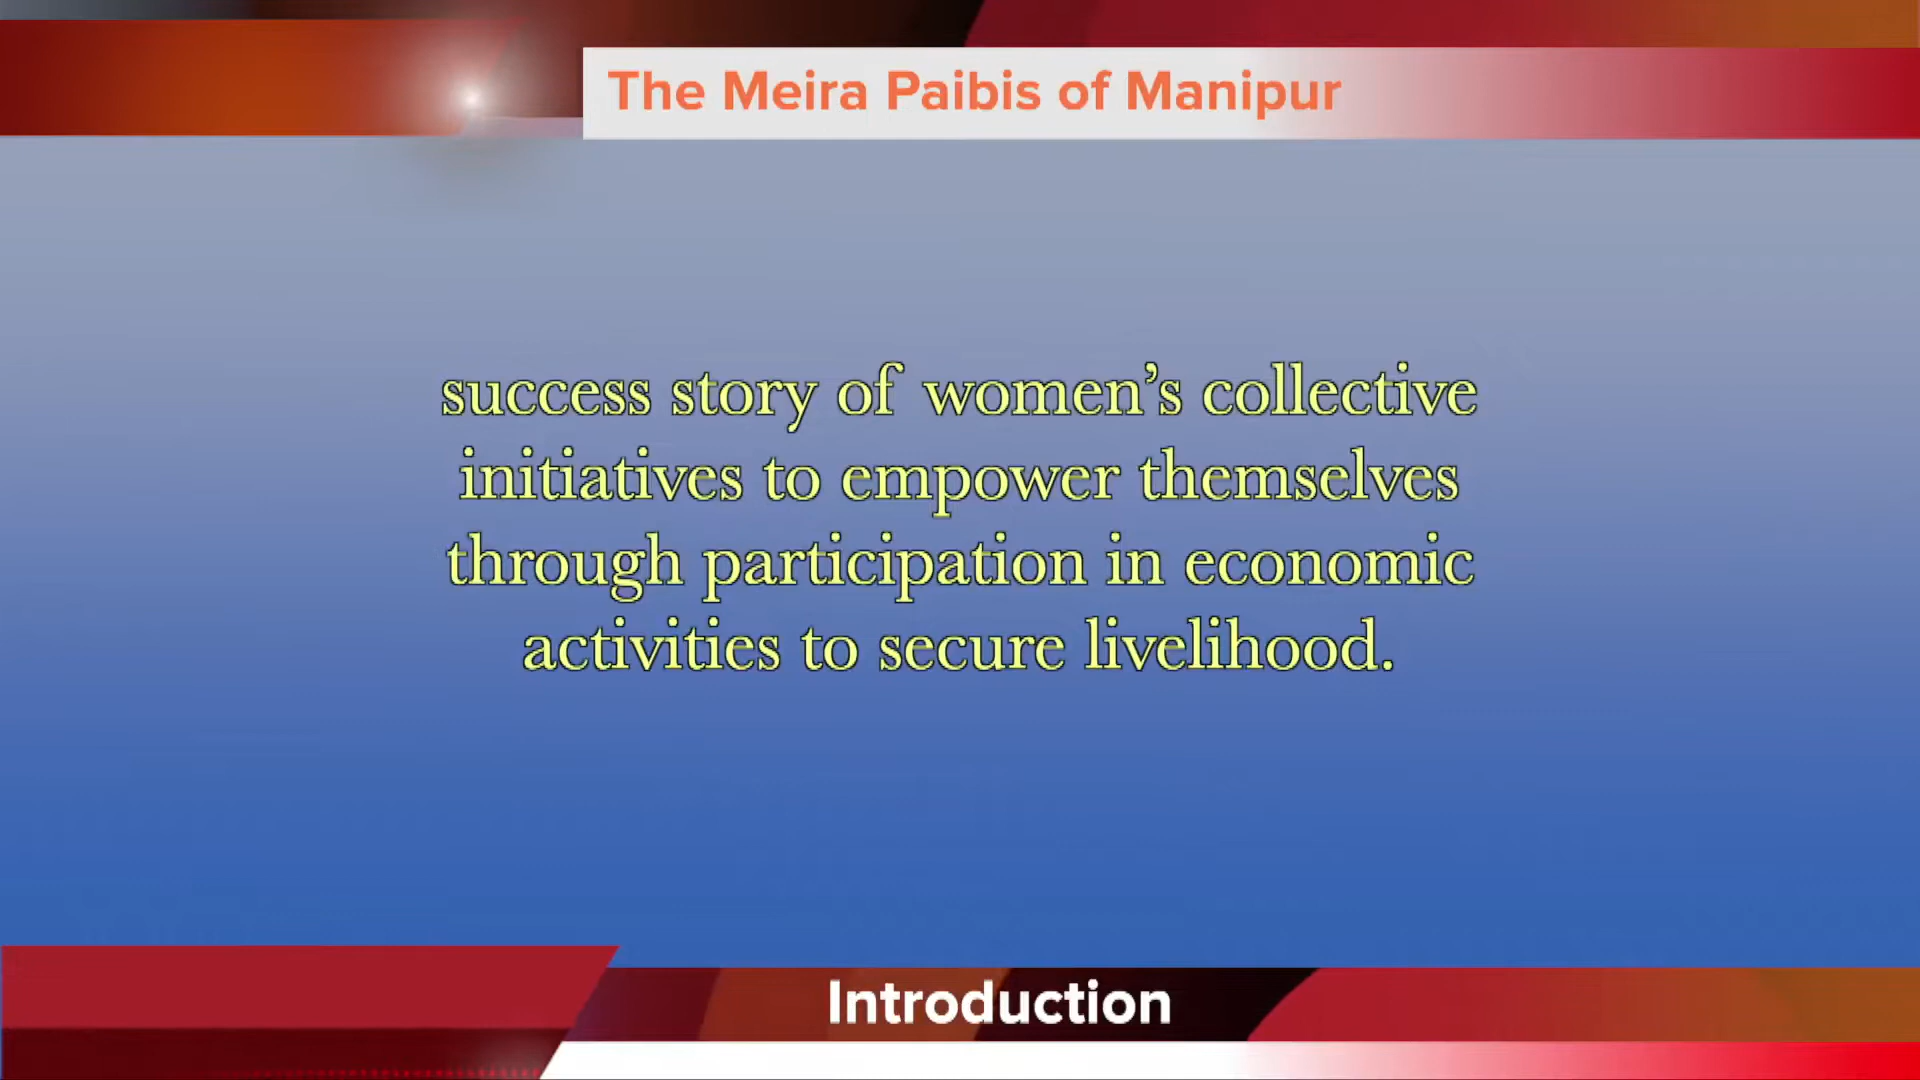 The Meira Paibis of Manipur
success story of women’s collective
initiatives to empower themselves
through participation in economic
activities to secure livelihood.
Introduction